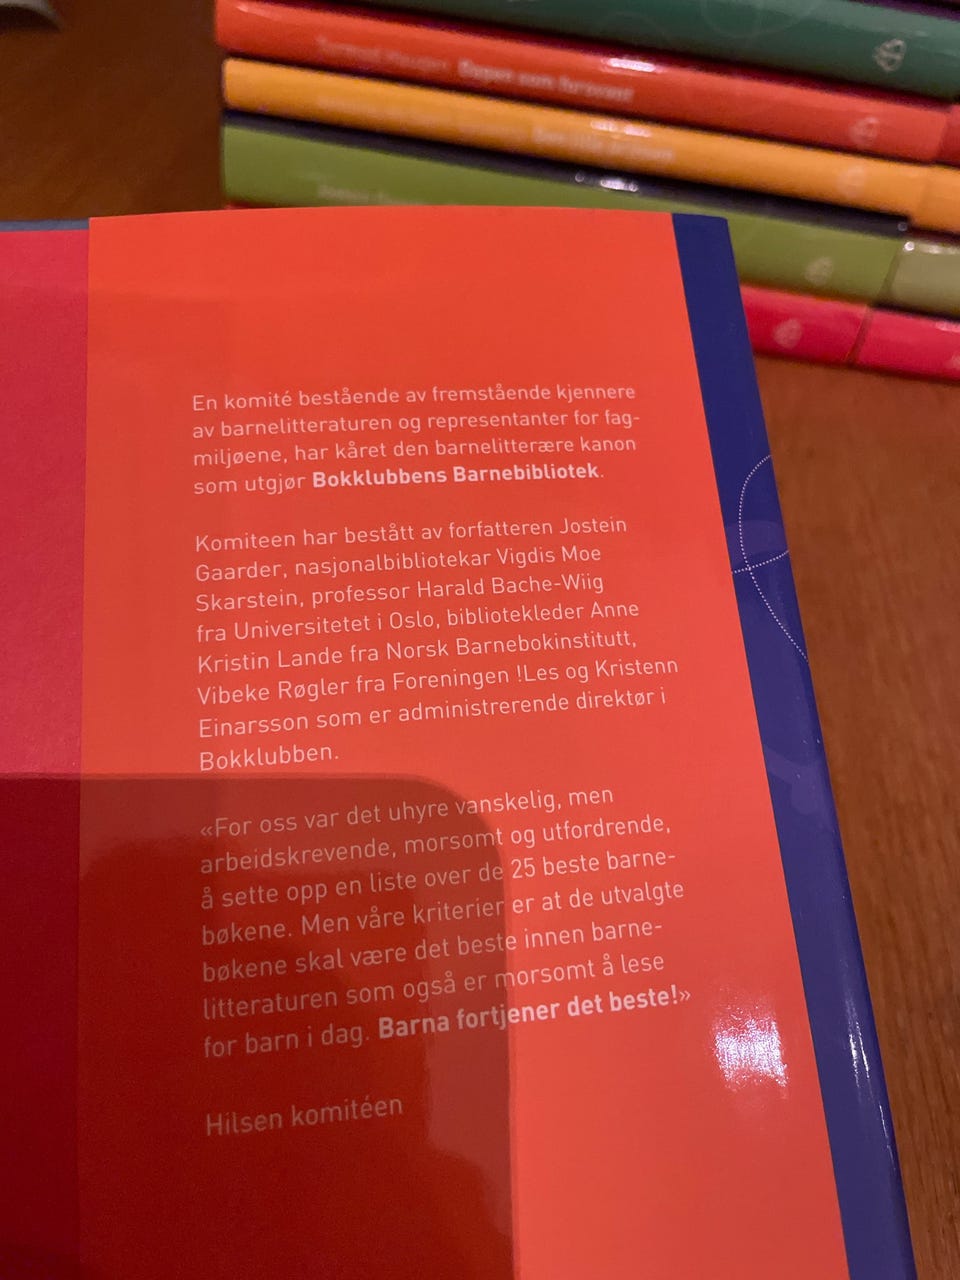 som forsvant
En komité bestående av fremstående kjennere
av barnelitteraturen og representanter for fag-
miljøene, har kåret den barnelitterære kanon
som utgjør Bokklubbens Barnebibliotek.
Komiteen har bestått av forfatteren Jostein
Gaarder, nasjonalbibliotekar Vigdis Moe
Skarstein, professor Harald Bache-Wiig
fra Universitetet i Oslo, bibliotekleder Anne
Kristin Lande fra Norsk Barnebokinstitutt,
Vibeke Røgler fra Foreningen !Les og Kristenn
Einarsson som er administrerende direktør i
Bokklubben.
«For oss var det uhyre vanskelig, men
arbeidskrevende, morsomt og utfordrende,
å sette opp en liste over de 25 beste barne-
bøkene. Men våre kriterier er at de utvalgte
bøkene skal være det beste innen barne-
litteraturen som også er morsomt å lese
for barn i dag. Barna fortjener det beste!»
Hilsen komitéen